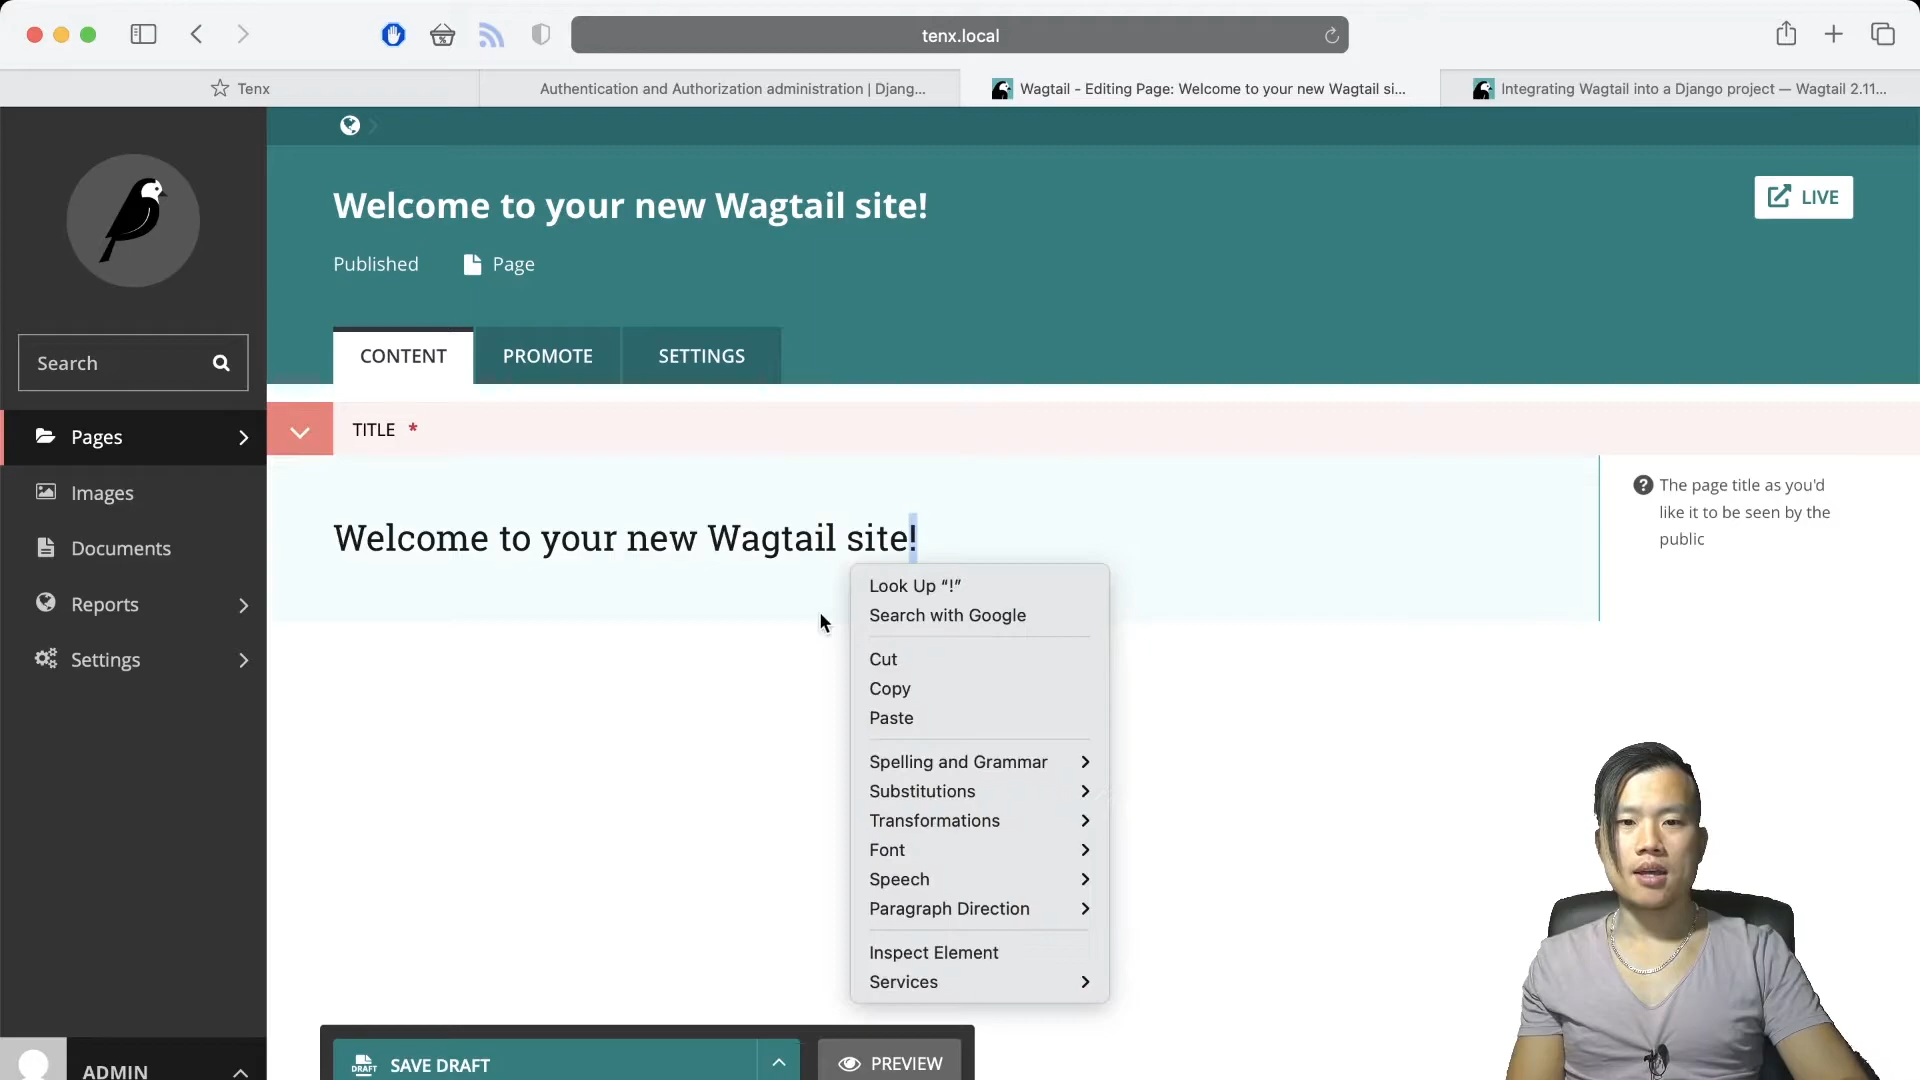 tenx.local
Tenx
Authentication and Authorization administration | Djang...
Wagtail - Editing Page: Welcome to your new Wagtail si...
Integrating Wagtail into a Django project — Wagtail 2.11...
Welcome to your new Wagtail site!
LIVE
Published
Page
Search
CONTENT
PROMOTE
SETTINGS
TITLE *
Pages
Images
Documents
Reports
Settings
Welcome to your new Wagtail site!
The page title as you'd
like it to be seen by the
public
Look Up “!”
Search with Google
Cut
Copy
Paste
Spelling and Grammar
Substitutions
Transformations
Font
Speech
Paragraph Direction
Inspect Element
Services
DRAFT
SAVE DRAFT
PREVIEW
ADMIN